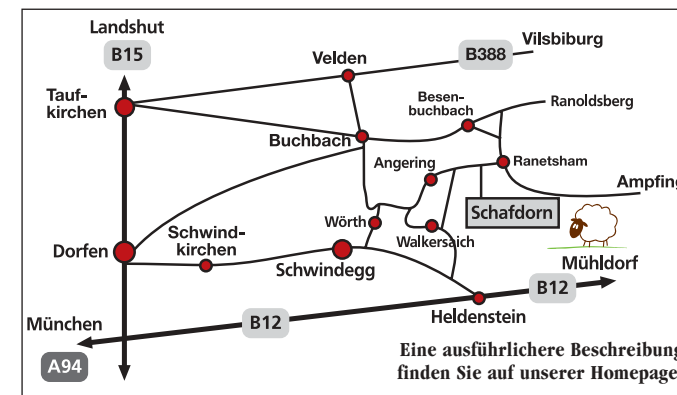 Landshut
B15
Velden
B388
Vilsbiburg
Tauf-
kirchen
Besen-
buchbach
Ranoldsberg
Buchbach
Angering
Ranetsham
Ampfing
Schafdorn
Wörth
Walkersaich
Schwind-
kirchen
Dorfen
Schwindegg
Mühldorf
B12
Heldenstein
München
B12
A94
Eine ausführlichere Beschreibung
finden Sie auf unserer Homepage